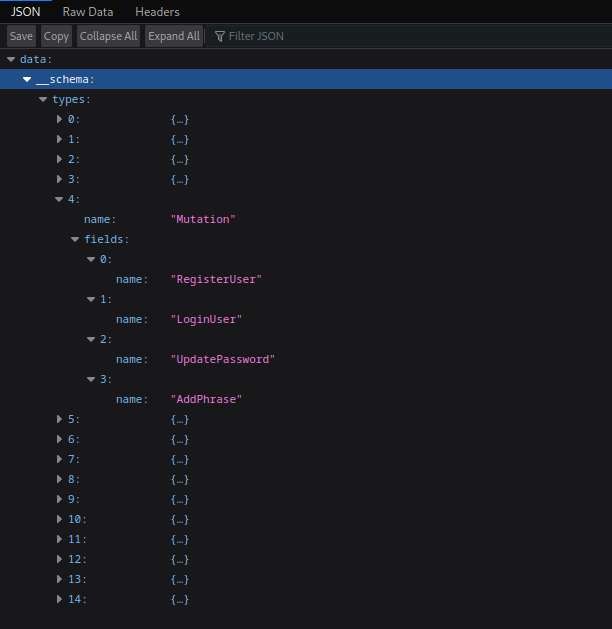 JSON Raw Data Headers
Save Copy Collapse All Expand All Filter JSON
data:
__schema:
types:
0: {…}
1: {…}
2: {…}
3: {…}
4:
name: "Mutation"
fields:
0:
name: "RegisterUser"
1:
name: "LoginUser"
2:
name: "UpdatePassword"
3:
name: "AddPhrase"
5: {…}
6: {…}
7: {…}
8: {…}
9: {…}
10: {…}
11: {…}
12: {…}
13: {…}
14: {…}